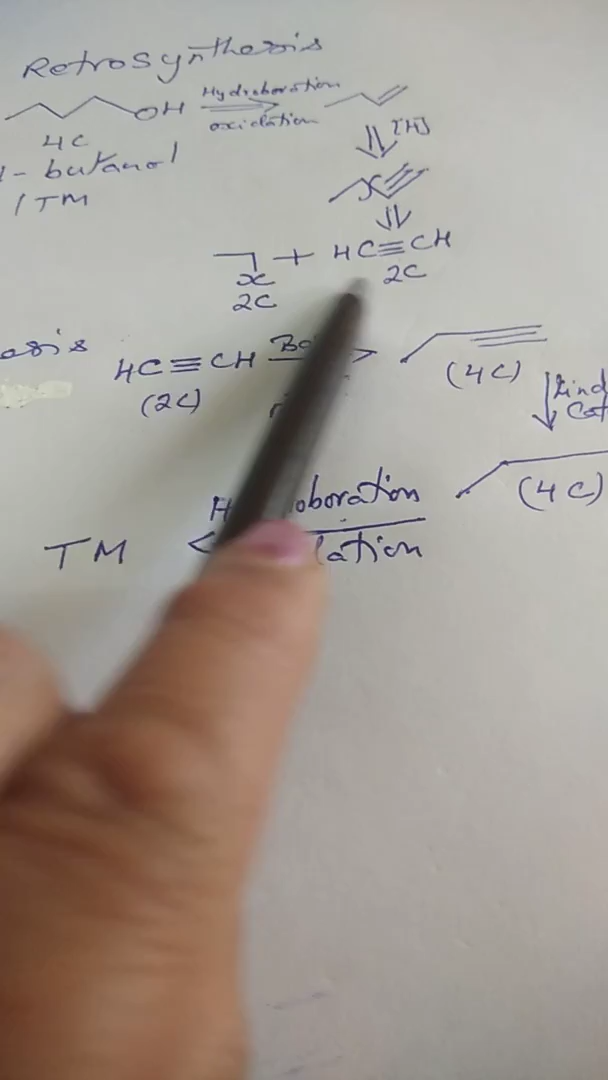 Retrosynthesis
OH Hydroboration
oxidation
4C
1-butanol
/TM
[H]
x
+ HC≡CH
x 2C
2C
HC≡CH
(2C)
(4C)
(4C)
TM